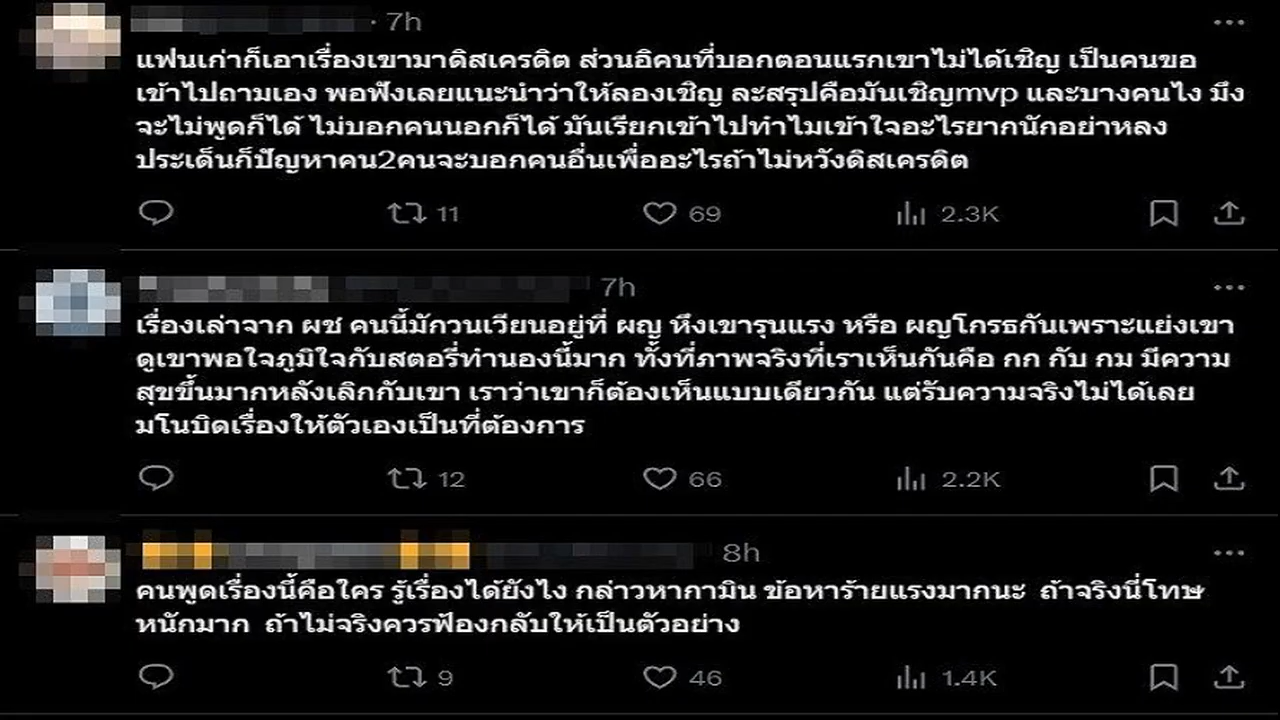 · 7h
แฟนเก่าก็เอาเรื่องเขามาดิสเครดิต ส่วนอิคนที่บอกตอนแรกเขาไม่ได้เชิญ เป็นคนขอ
เข้าไปถามเอง พอฟังเลยแนะนำว่าให้ลองเชิญ ละสรุปคือมันเชิญmvp และบางคนไง มึง
จะไม่พูดก็ได้ ไม่บอกคนนอกก็ได้ มันเรียกเข้าไปทำไมเข้าใจอะไรยากนักอย่าหลง
ประเด็นก็ปัญหาคน2คนจะบอกคนอื่นเพื่ออะไรถ้าไม่หวังดิสเครดิต
11 69 2.3K
7h
เรื่องเล่าจาก ผช คนนี้มักวนเวียนอยู่ที่ ผญ หึงเขารุนแรง หรือ ผญโกรธกันเพราะแย่งเขา
ดูเขาพอใจภูมิใจกับสตอรี่ทำนองนี้มาก ทั้งที่ภาพจริงที่เราเห็นกันคือ กก กับ กม มีความ
สุขขึ้นมากหลังเลิกกับเขา เราว่าเขาก็ต้องเห็นแบบเดียวกัน แต่รับความจริงไม่ได้เลย
มโนบิดเรื่องให้ตัวเองเป็นที่ต้องการ
12 66 2.2K
8h
คนพูดเรื่องนี้คือใคร รู้เรื่องได้ยังไง กล่าวหากามิน ข้อหาร้ายแรงมากนะ ถ้าจริงนี่โทษ
หนักมาก ถ้าไม่จริงควรฟ้องกลับให้เป็นตัวอย่าง
9 46 1.4K